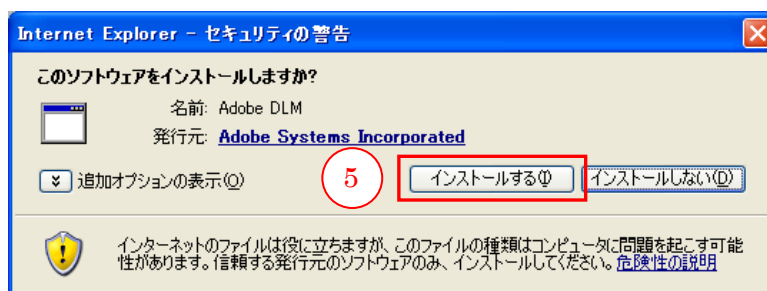 Internet Explorer - セキュリティの警告
このソフトウェアをインストールしますか?
名前: Adobe DLM
発行元: Adobe Systems Incorporated
追加オプションの表示(O)
5
インストールする(I)
インストールしない(D)
インターネットのファイルは役に立ちますが、このファイルの種類はコンピュータに問題を起こす可能
性があります。信頼する発行元のソフトウェアのみ、インストールしてください。危険性の説明